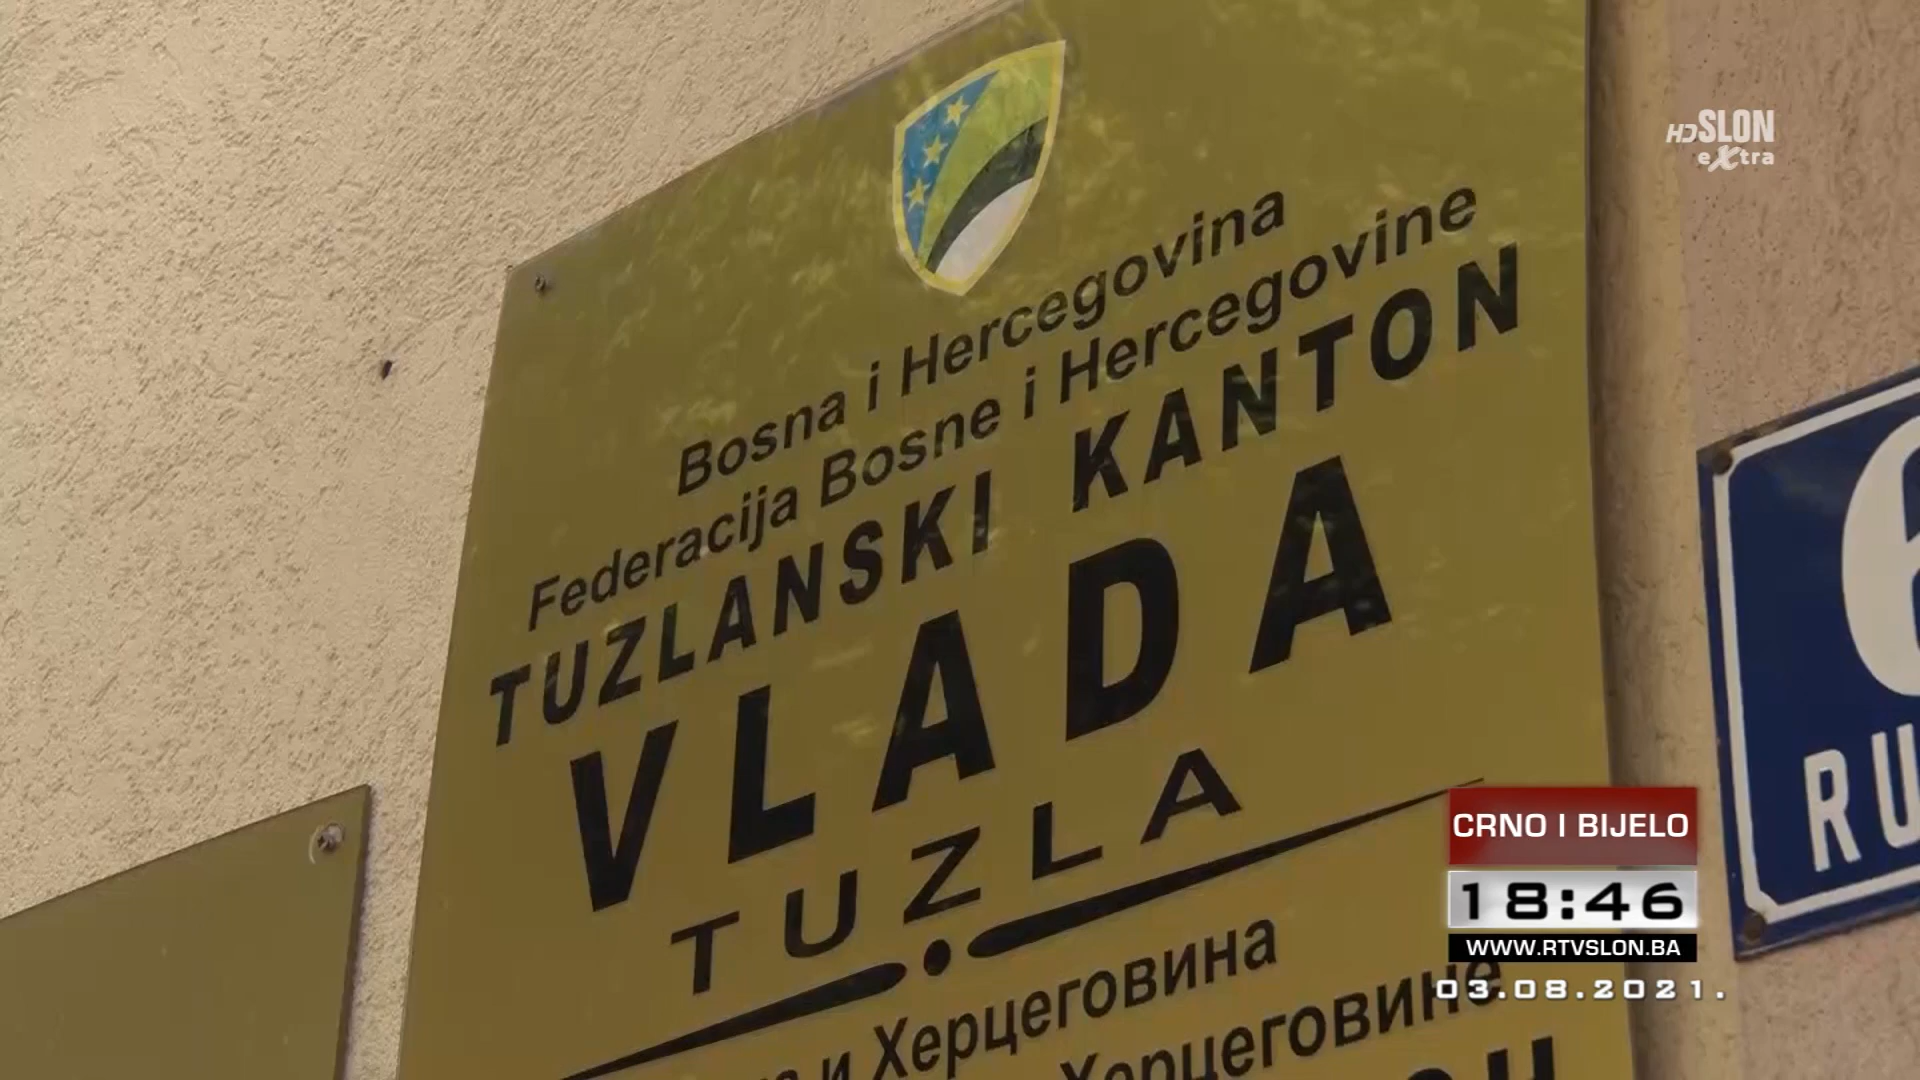 HD SLON
extra
Bosna i Hercegovina
Federacija Bosne i Hercegovine
TUZLANSKI KANTON
VLADA
TUZLA
и Херцеговина
Херцеговине
6
RU
CRNO I BIJELO
18:46
WWW.RTVSLON.BA
03.08.2021.